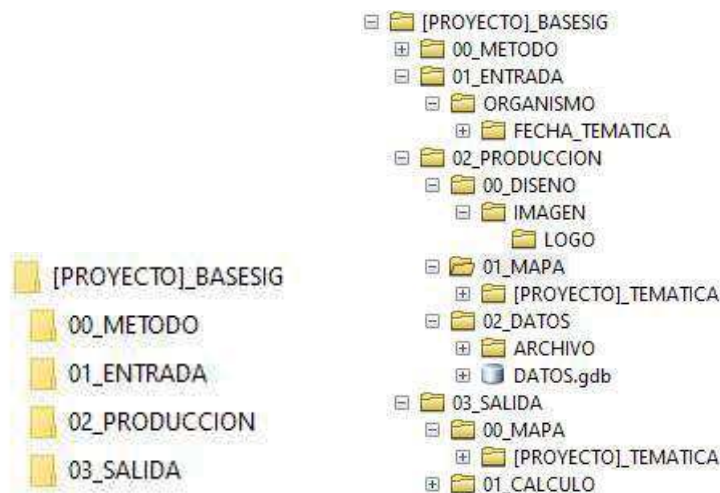 [PROYECTO]_BASESIG
00_METODO
01_ENTRADA
02_PRODUCCION
03_SALIDA
[PROYECTO]_BASESIG
00_METODO
01_ENTRADA
ORGANISMO
FECHA_TEMATICA
02_PRODUCCION
00_DISENO
IMAGEN
LOGO
01_MAPA
[PROYECTO]_TEMATICA
02_DATOS
ARCHIVO
DATOS.gdb
03_SALIDA
00_MAPA
[PROYECTO]_TEMATICA
01_CALCULO